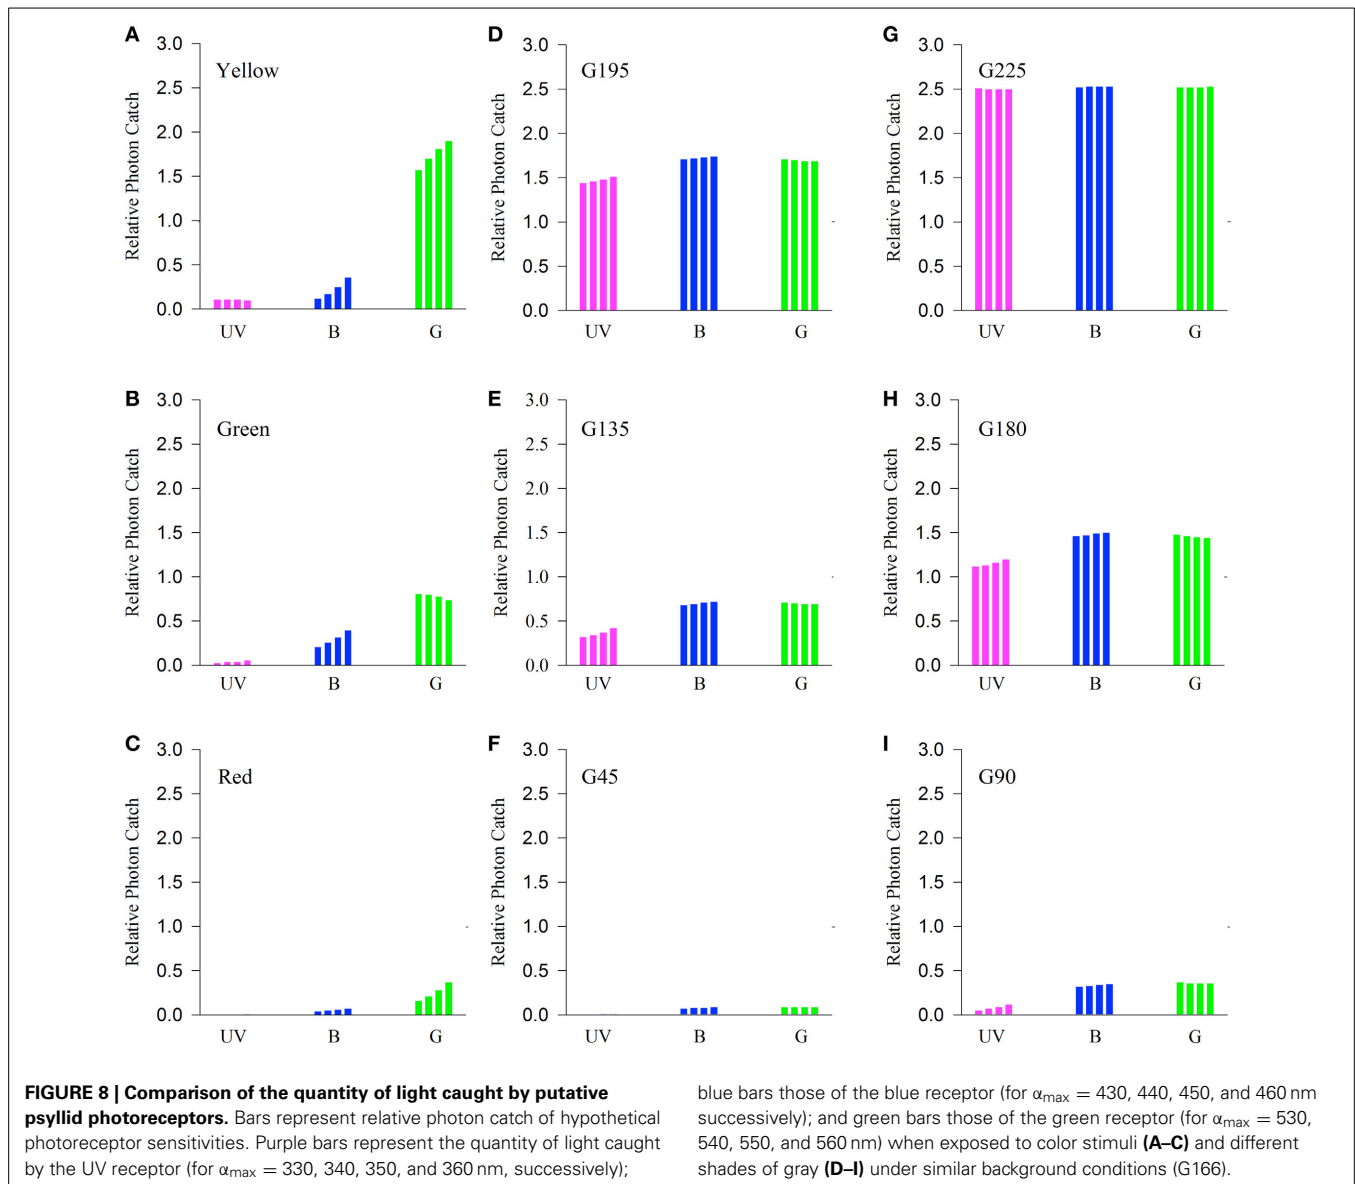 A
Yellow
Relative Photon Catch
3.0
2.5
2.0
1.5
1.0
0.5
0.0
UV B G
D
G195
Relative Photon Catch
3.0
2.5
2.0
1.5
1.0
0.5
0.0
UV B G
G
G225
Relative Photon Catch
3.0
2.5
2.0
1.5
1.0
0.5
0.0
UV B G
B
Green
Relative Photon Catch
3.0
2.5
2.0
1.5
1.0
0.5
0.0
UV B G
E
G135
Relative Photon Catch
3.0
2.5
2.0
1.5
1.0
0.5
0.0
UV B G
H
G180
Relative Photon Catch
3.0
2.5
2.0
1.5
1.0
0.5
0.0
UV B G
C
Red
Relative Photon Catch
3.0
2.5
2.0
1.5
1.0
0.5
0.0
UV B G
F
G45
Relative Photon Catch
3.0
2.5
2.0
1.5
1.0
0.5
0.0
UV B G
I
G90
Relative Photon Catch
3.0
2.5
2.0
1.5
1.0
0.5
0.0
UV B G
FIGURE 8 | Comparison of the quantity of light caught by putative
psyllid photoreceptors. Bars represent relative photon catch of hypothetical
photoreceptor sensitivities. Purple bars represent the quantity of light caught
by the UV receptor (for αmax = 330, 340, 350, and 360 nm, successively);
blue bars those of the blue receptor (for αmax = 430, 440, 450, and 460 nm
successively); and green bars those of the green receptor (for αmax = 530,
540, 550, and 560 nm) when exposed to color stimuli (A–C) and different
shades of gray (D–I) under similar background conditions (G166).